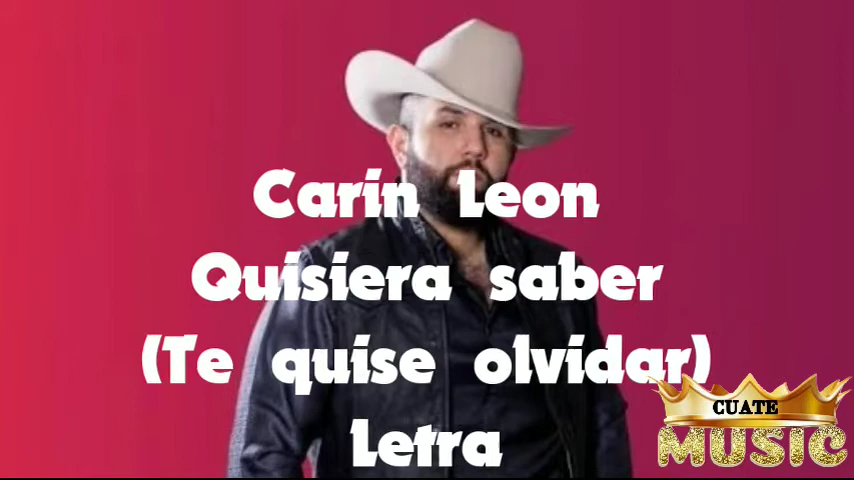 Carin Leon
Quisiera saber
(Te quise olvidar)
Letra
CUATE
MUSIC